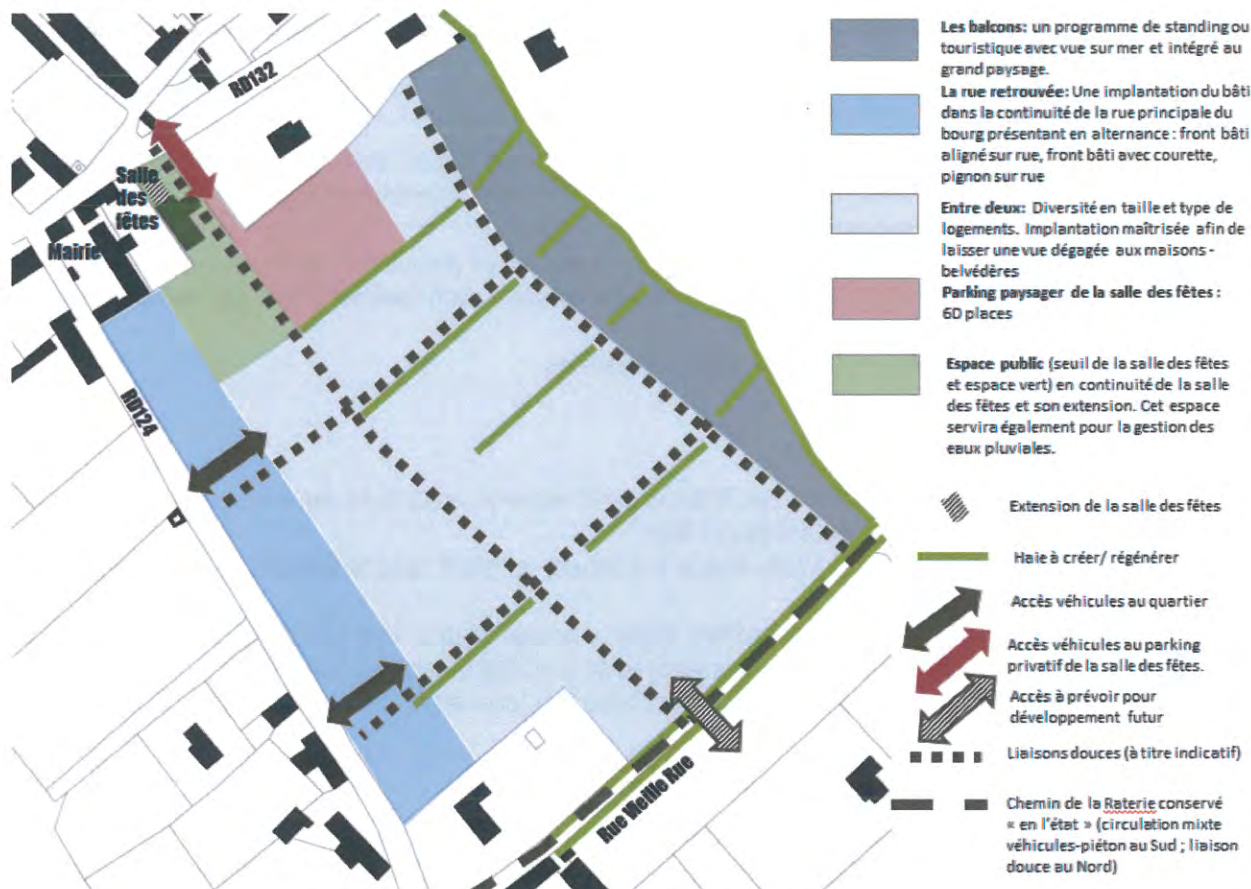 RD132
Salle
des
fêtes
Mairie
RD124
Rue Vieille Rue
Les balcons: un programme de standing ou
touristique avec vue sur mer et intégré au
grand paysage.
La rue retrouvée: Une implantation du bâti
dans la continuité de la rue principale du
bourg présentant en alternance : front bâti
aligné sur rue, front bâti avec courette,
pignon sur rue
Entre deux: Diversité en taille et type de
logements. Implantation maîtrisée afin de
laisser une vue dégagée aux maisons -
belvédères
Parking paysager de la salle des fêtes :
60 places
Espace public (seuil de la salle des fêtes
et espace vert) en continuité de la salle
des fêtes et son extension. Cet espace
servira également pour la gestion des
eaux pluviales.
Extension de la salle des fêtes
Haie à créer/ régénérer
Accès véhicules au quartier
Accès véhicules au parking
privatif de la salle des fêtes.
Accès à prévoir pour
développement futur
Liaisons douces (à titre indicatif)
Chemin de la Raterie conservé
« en l'état » (circulation mixte
véhicules-piéton au Sud ; liaison
douce au Nord)